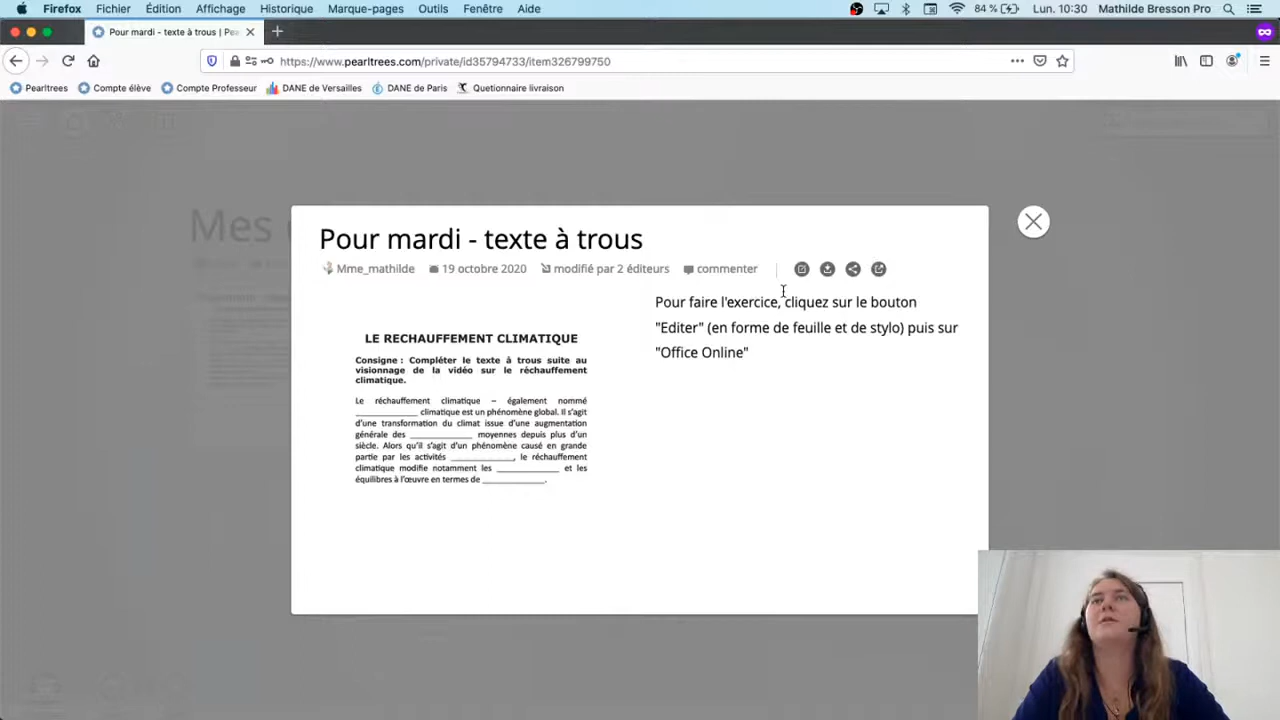 Firefox Fichier Édition Affichage Historique Marque-pages Outils Fenêtre Aide 84 % Lun. 10:30 Mathilde Bresson Pro
Pour mardi - texte à trous | Pea
https://www.pearltrees.com/private/id35794733/item326799750
Pearltrees Compte élève Compte Professeur DANE de Versailles DANE de Paris Quetionnaire livraison
Mes
Pour mardi - texte à trous
Mme_mathilde 19 octobre 2020 modifié par 2 éditeurs commenter
Pour faire l'exercice, cliquez sur le bouton
"Editer" (en forme de feuille et de stylo) puis sur
"Office Online"
LE RECHAUFFEMENT CLIMATIQUE
Consigne : Compléter le texte à trous suite au
visionnage de la vidéo sur le réchauffement
climatique.
Le réchauffement climatique – également nommé
____________ climatique est un phénomène global. Il s'agit
d'une transformation du climat issue d'une augmentation
générale des ____________ moyennes depuis plus d'un
siècle. Alors qu'il s'agit d'un phénomène causé en grande
partie par les activités ____________, le réchauffement
climatique modifie notamment les ____________ et les
équilibres à l'œuvre en termes de ____________.